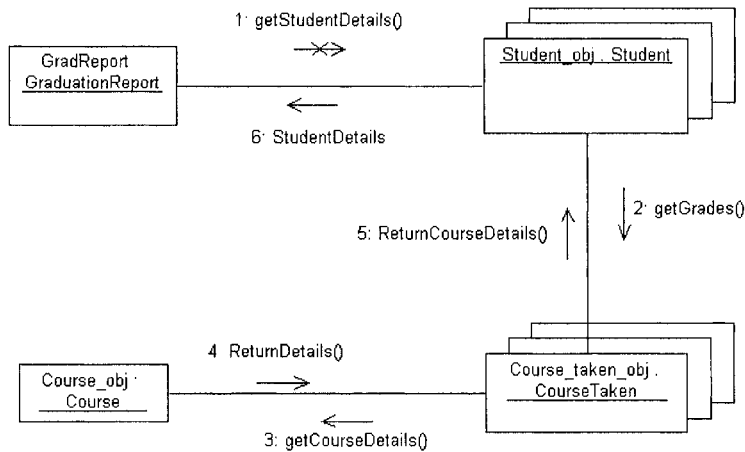 1: getStudentDetails()
GradReport
GraduationReport
Student_obj . Student
6: StudentDetails
2: getGrades()
5: ReturnCourseDetails()
4 ReturnDetails()
Course_obj :
Course
Course_taken_obj .
CourseTaken
3: getCourseDetails()